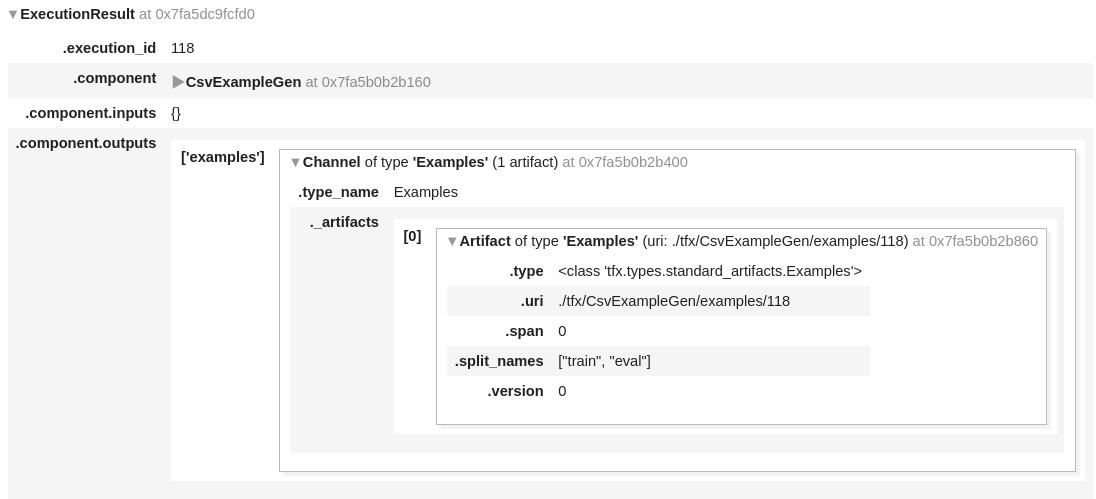 ▼ExecutionResult at 0x7fa5dc9fcfd0
.execution_id 118
.component ▶CsvExampleGen at 0x7fa5b0b2b160
.component.inputs {}
.component.outputs
['examples'] ▼Channel of type 'Examples' (1 artifact) at 0x7fa5b0b2b400
.type_name Examples
._artifacts
[0] ▼Artifact of type 'Examples' (uri: ./tfx/CsvExampleGen/examples/118) at 0x7fa5b0b2b860
.type <class 'tfx.types.standard_artifacts.Examples'>
.uri ./tfx/CsvExampleGen/examples/118
.span 0
.split_names ["train", "eval"]
.version 0